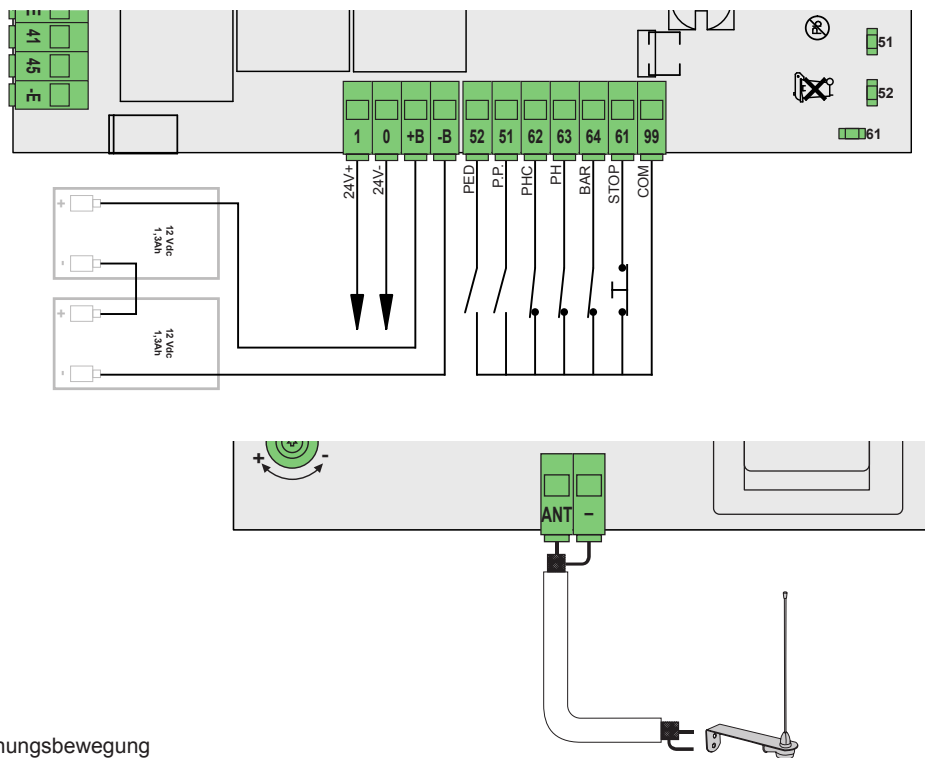 41
45
-E
51
52
61
1 0 +B -B 52 51 62 63 64 61 99
24V+ 24V- PED P.P. PHC PH BAR STOP COM
+ 12 Vdc
- 1,3Ah
+ 12 Vdc
- 1,3Ah
+ -
ANT –
nungsbewegung